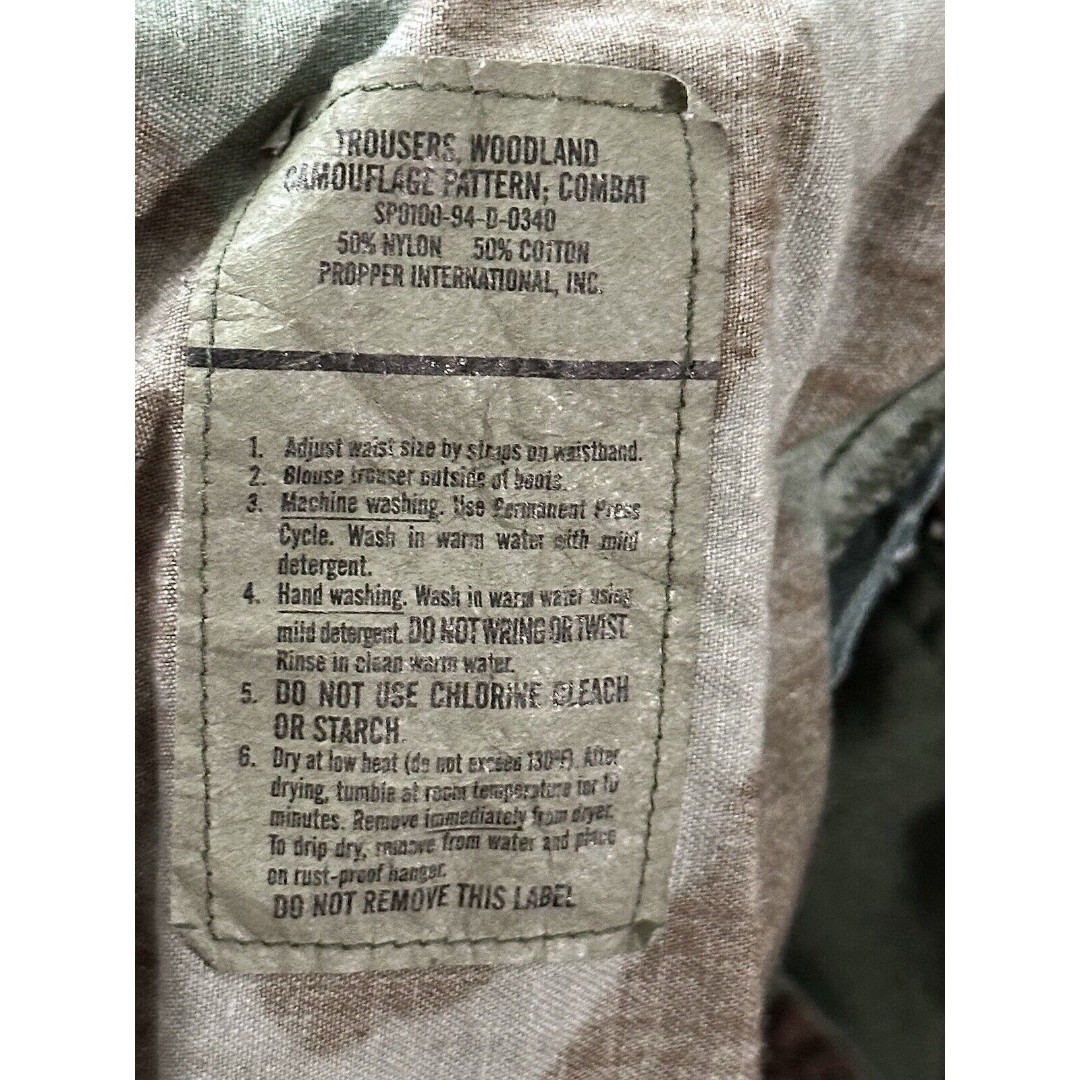 TROUSERS, WOODLAND
CAMOUFLAGE PATTERN; COMBAT
SP0100-94-D-0340
50% NYLON 50% COTTON
PROPPER INTERNATIONAL, INC.
1. Adjust waist size by straps on waistband.
2. Blouse trouser outside of boots.
3. Machine washing. Use Permanent Press
Cycle. Wash in warm water with mild
detergent.
4. Hand washing. Wash in warm water using
mild detergent. DO NOT WRING OR TWIST
Rinse in clean warm water.
5. DO NOT USE CHLORINE BLEACH
OR STARCH.
6. Dry at low heat (do not exceed 130°F). After
drying, tumble at room temperature for 10
minutes. Remove immediately from dryer.
To drip dry, remove from water and place
on rust-proof hanger.
DO NOT REMOVE THIS LABEL